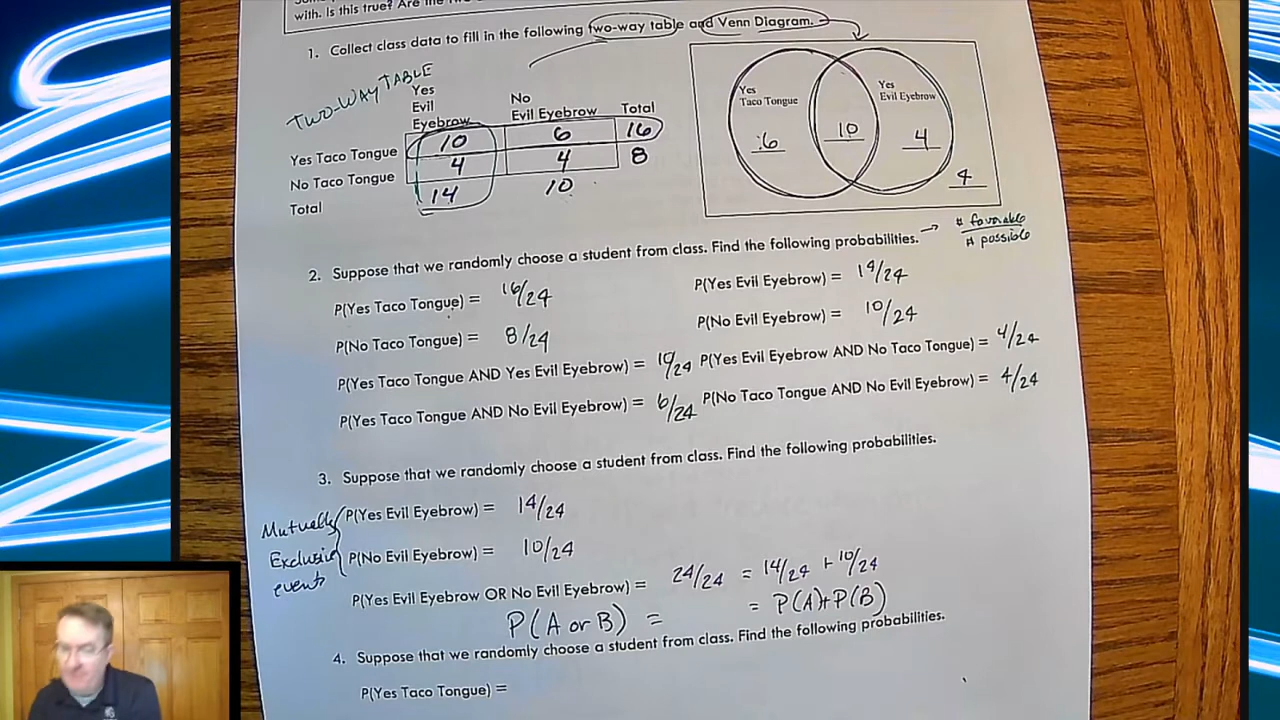 with. Is this true? Are the
1. Collect class data to fill in the following two-way table and Venn Diagram.
TWO-WAY TABLE
Yes Evil Eyebrow No Evil Eyebrow Total
Yes Taco Tongue 10 6 16
No Taco Tongue 4 4 8
Total 14 10
Yes Taco Tongue
Yes Evil Eyebrow
6 10 4
4
2. Suppose that we randomly choose a student from class. Find the following probabilities. → # favorable / # possible
P(Yes Taco Tongue) = 16/24 P(Yes Evil Eyebrow) = 14/24
P(No Taco Tongue) = 8/24 P(No Evil Eyebrow) = 10/24
P(Yes Taco Tongue AND Yes Evil Eyebrow) = 10/24 P(Yes Evil Eyebrow AND No Taco Tongue) = 4/24
P(Yes Taco Tongue AND No Evil Eyebrow) = 6/24 P(No Taco Tongue AND No Evil Eyebrow) = 4/24
3. Suppose that we randomly choose a student from class. Find the following probabilities.
Mutually Exclusive events
P(Yes Evil Eyebrow) = 14/24
P(No Evil Eyebrow) = 10/24
P(Yes Evil Eyebrow OR No Evil Eyebrow) = 24/24 = 14/24 + 10/24
P(A or B) = = P(A)+P(B)
4. Suppose that we randomly choose a student from class. Find the following probabilities.
P(Yes Taco Tongue) =